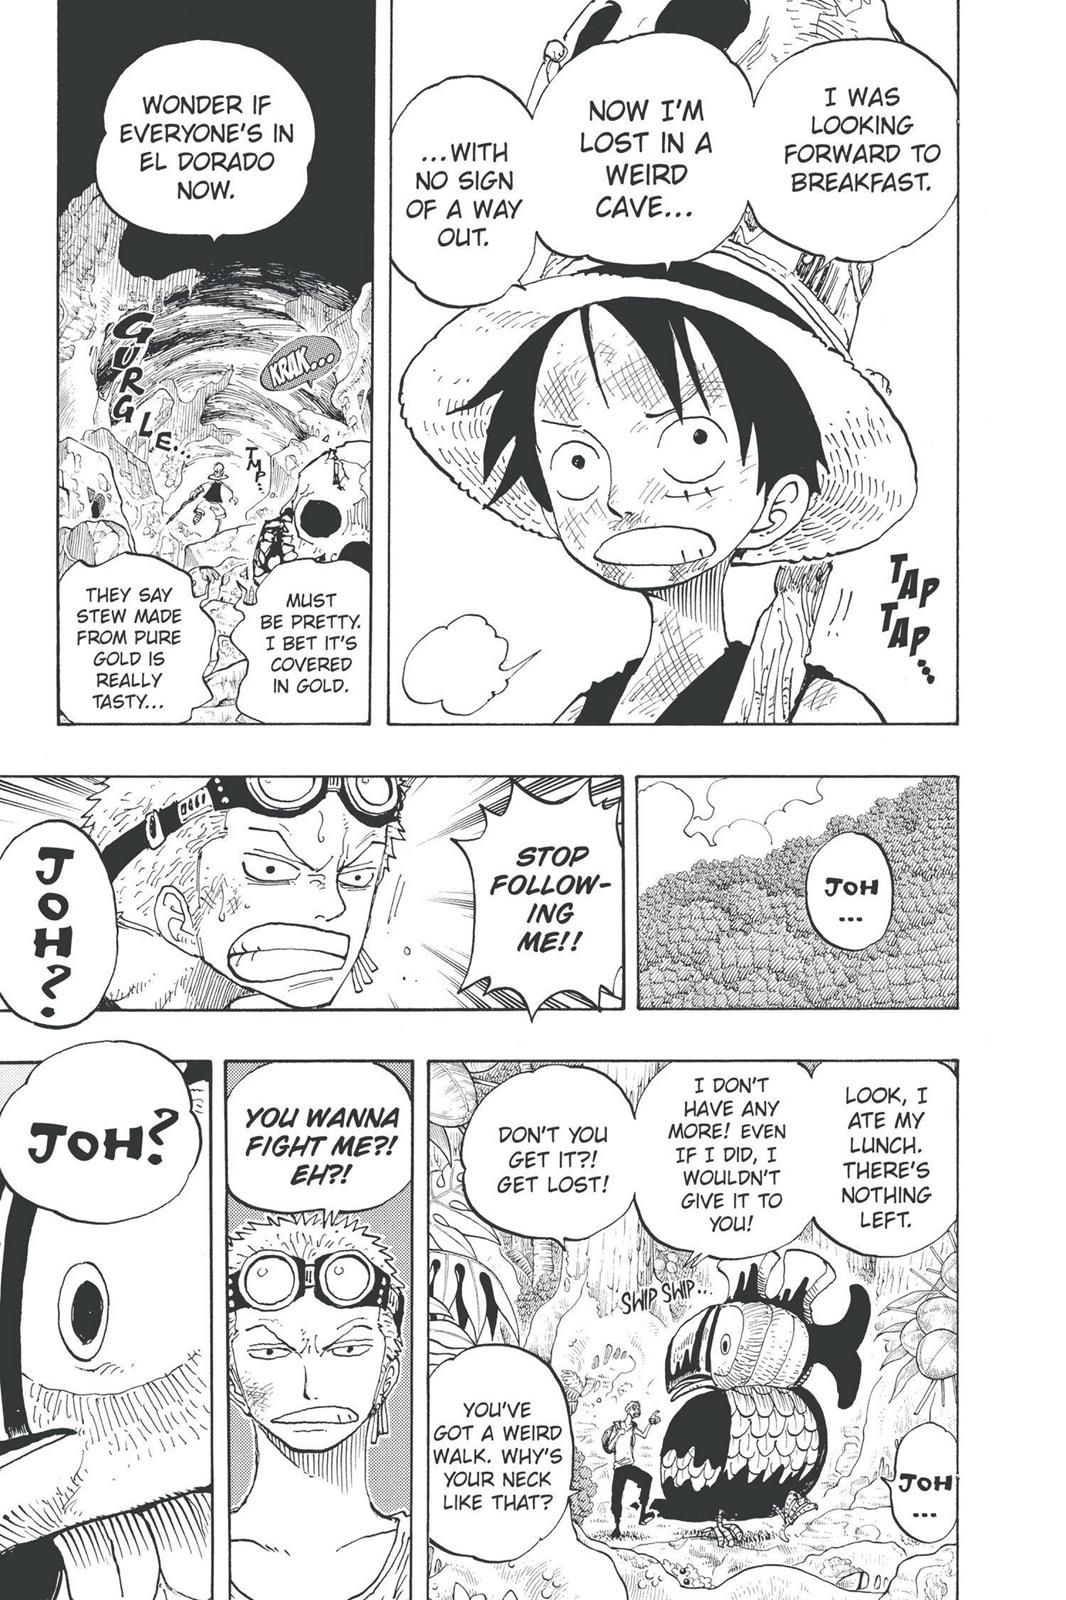 I WAS
LOOKING
FORWARD TO
BREAKFAST.
NOW I'M
LOST IN A
WEIRD
CAVE...
...WITH
NO SIGN
OF A WAY
OUT.
TAP
TAP...
WONDER IF
EVERYONE'S IN
EL DORADO
NOW.
GURGLE...
KRAK...
TMP...
MUST
BE PRETTY.
I BET IT'S
COVERED
IN GOLD.
THEY SAY
STEW MADE
FROM PURE
GOLD IS
REALLY
TASTY...
JOH
...
STOP
FOLLOW-
ING
ME!!
JOH?
LOOK, I
ATE MY
LUNCH.
THERE'S
NOTHING
LEFT.
I DON'T
HAVE ANY
MORE! EVEN
IF I DID, I
WOULDN'T
GIVE IT TO
YOU!
DON'T YOU
GET IT?!
GET LOST!
SWIP SWIP...
JOH
...
YOU'VE
GOT A WEIRD
WALK. WHY'S
YOUR NECK
LIKE THAT?
YOU WANNA
FIGHT ME?!
EH?!
JOH?